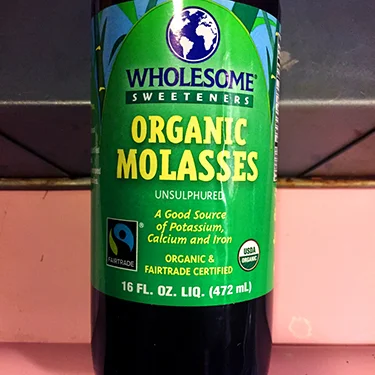 WHOLESOME®
SWEETENERS
ORGANIC
MOLASSES
UNSULPHURED
A Good Source
of Potassium,
Calcium and Iron
ORGANIC &
FAIRTRADE CERTIFIED
FAIRTRADE
USDA
ORGANIC
16 FL. OZ. LIQ. (472 mL)